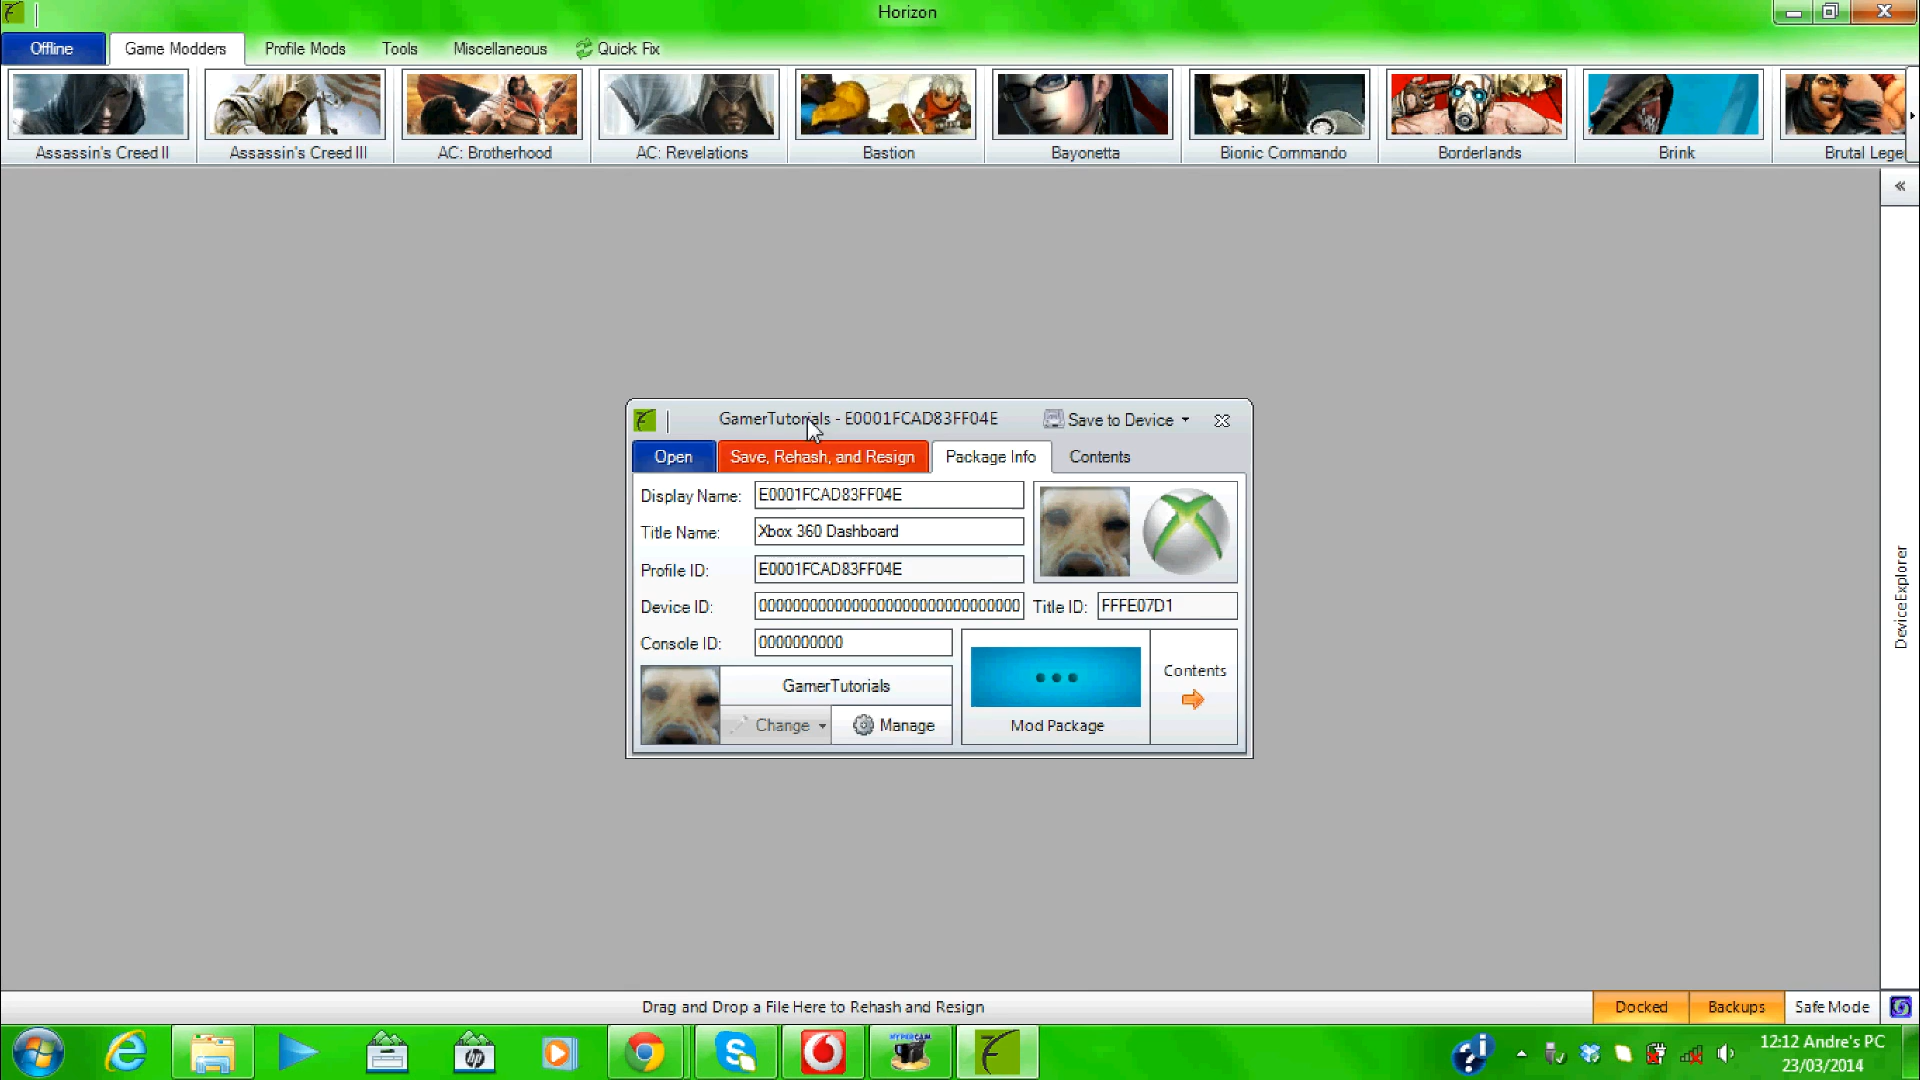 Horizon
Offline
Game Modders
Profile Mods
Tools
Miscellaneous
Quick Fix
Assassin's Creed II
Assassin's Creed III
AC: Brotherhood
AC: Revelations
Bastion
Bayonetta
Bionic Commando
Borderlands
Brink
Brutal Lege
DeviceExplorer
GamerTutorials - E0001FCAD83FF04E
Save to Device
Open
Save, Rehash, and Resign
Package Info
Contents
Display Name: E0001FCAD83FF04E
Title Name: Xbox 360 Dashboard
Profile ID: E0001FCAD83FF04E
Device ID:
Title ID: FFFE07D1
Console ID: 0000000000
GamerTutorials
Change
Manage
Mod Package
Contents
Drag and Drop a File Here to Rehash and Resign
Docked
Backups
Safe Mode
hp
HYPERCAM
12:12 Andre's PC
23/03/2014